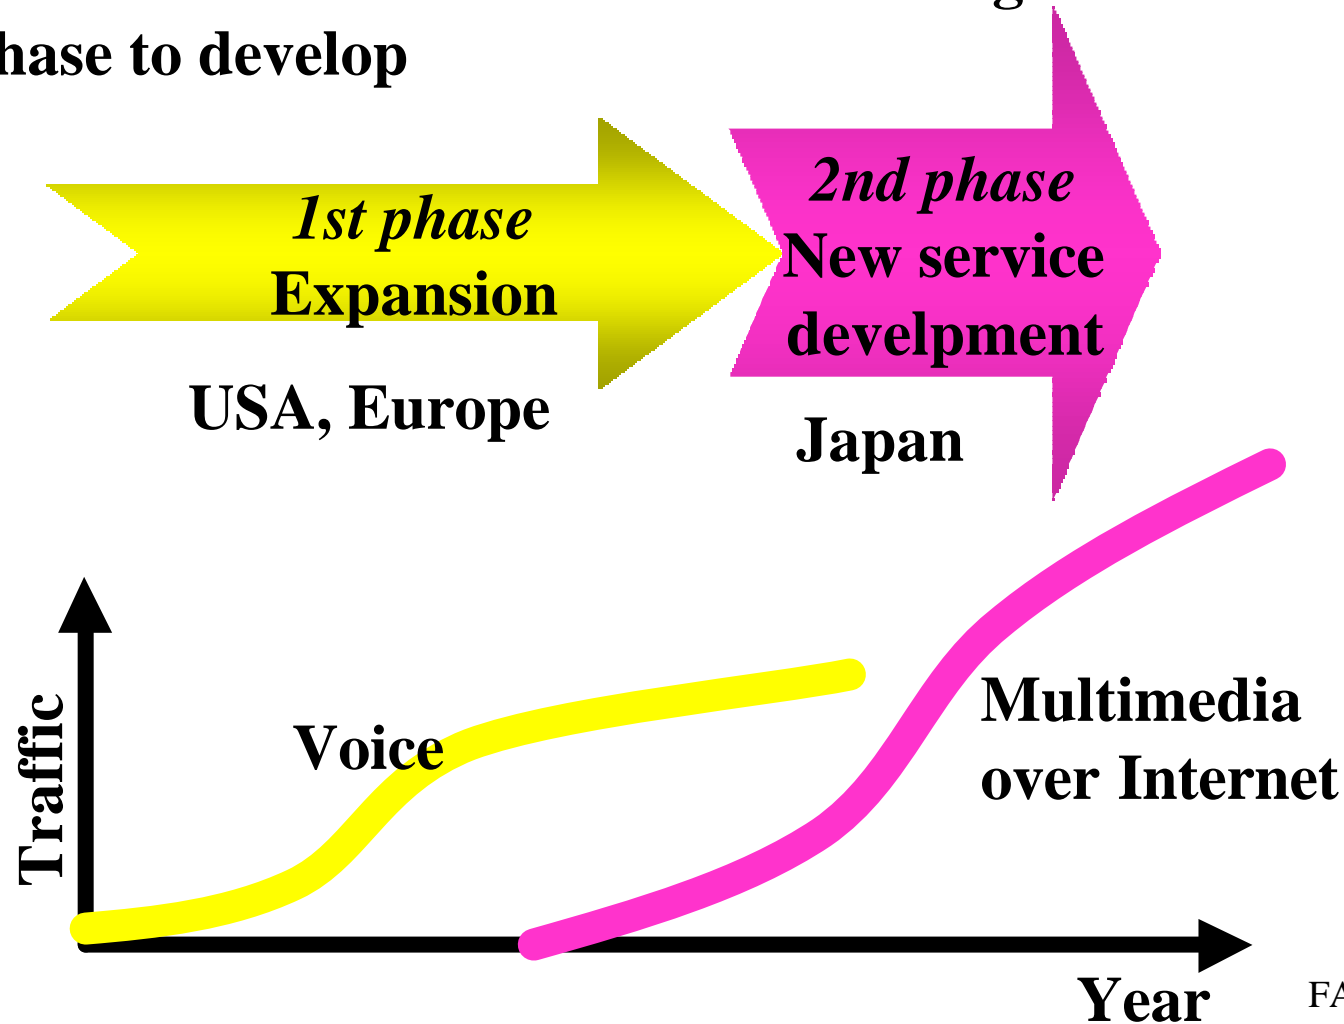 hase to develop
1st phase
Expansion
2nd phase
New service
develpment
USA, Europe
Japan
Traffic
Voice
Multimedia
over Internet
Year
FA